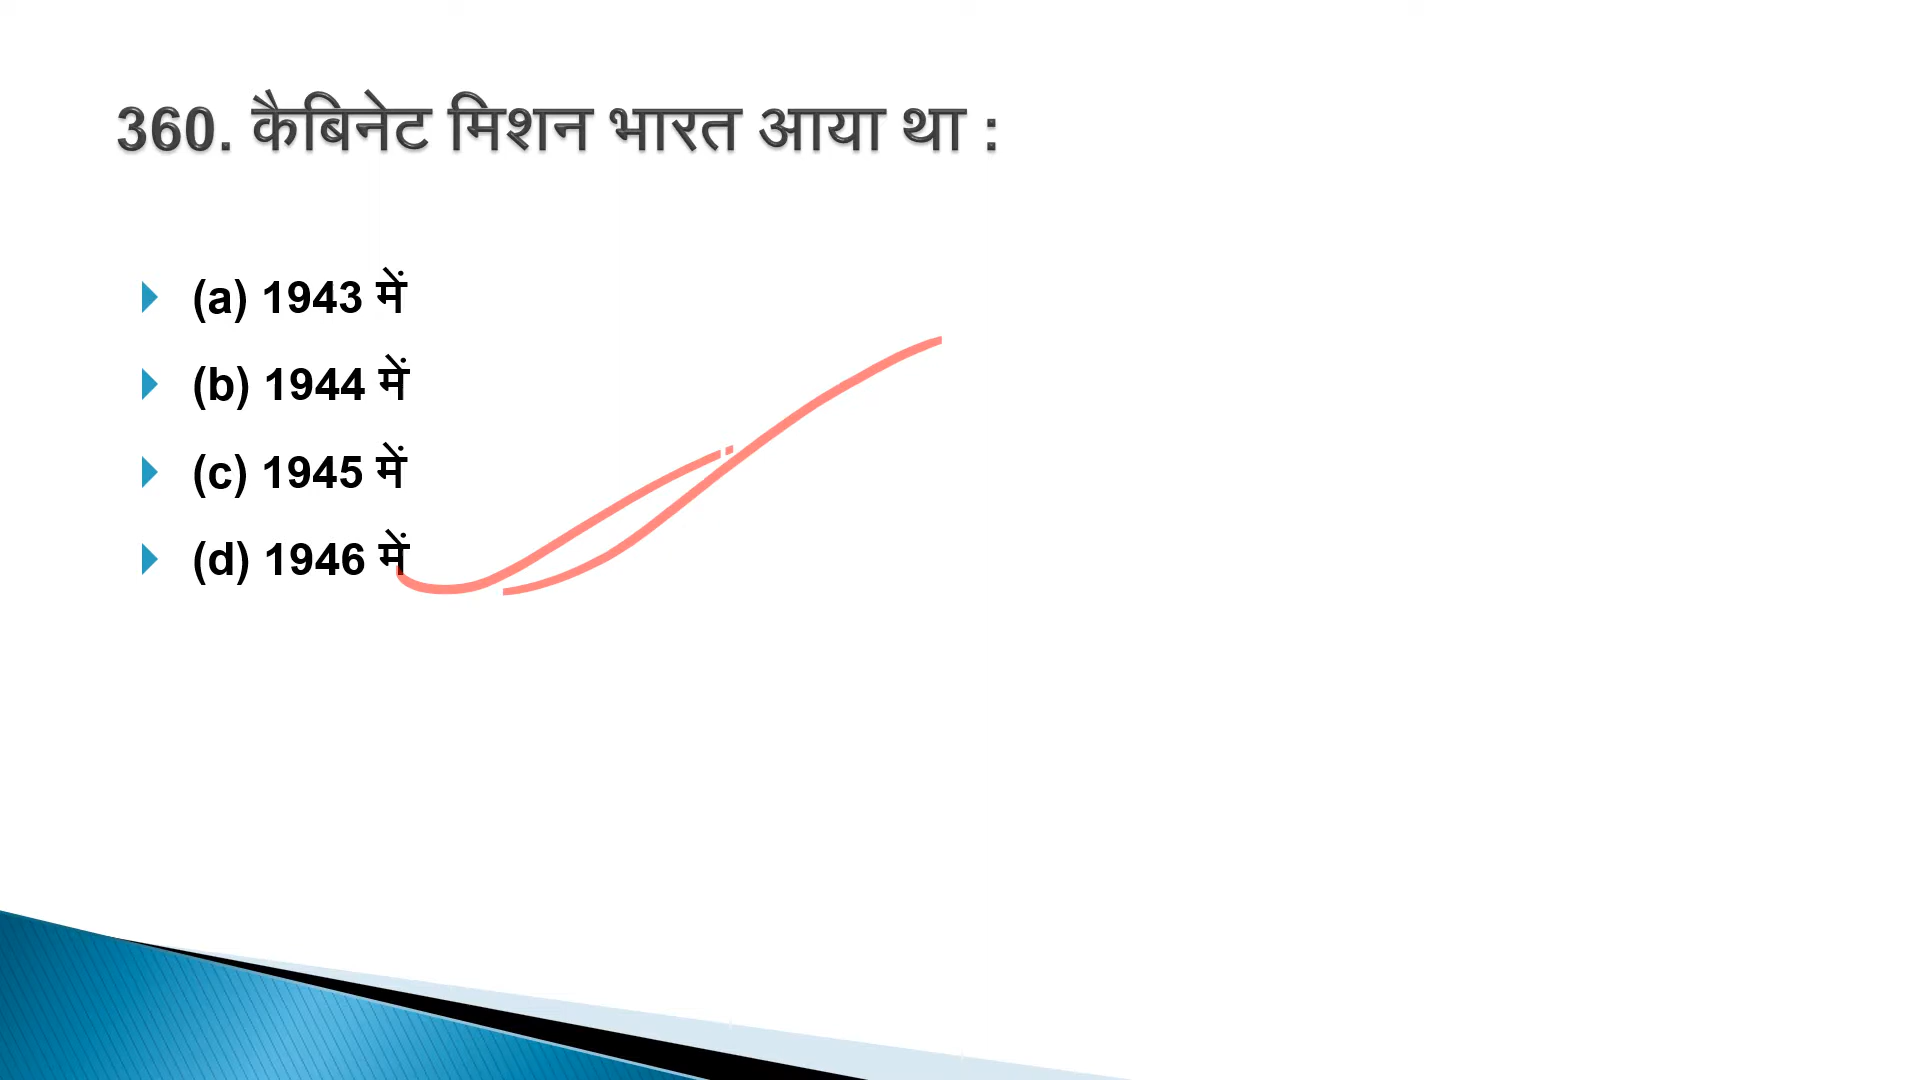 360. कैबिनेट मिशन भारत आया था :
(a) 1943 में
(b) 1944 में
(c) 1945 में
(d) 1946 में